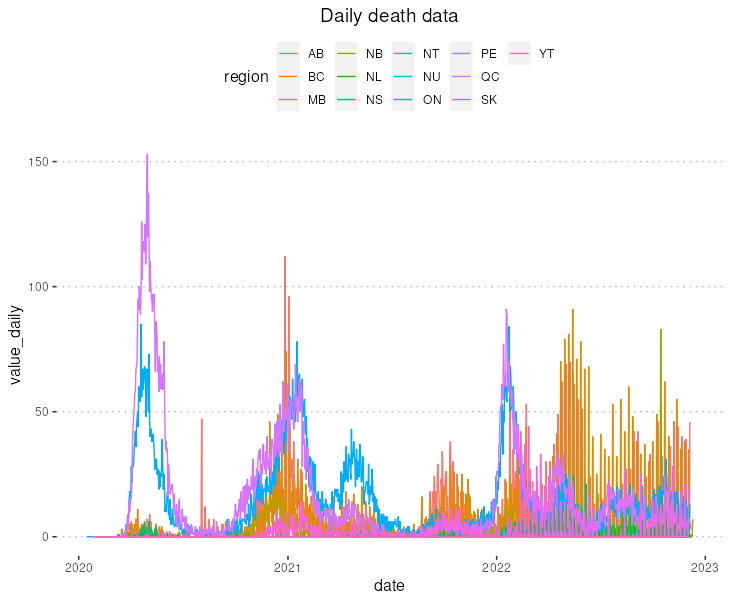 Daily death data
region AB NB NT PE YT
BC NL NU QC
MB NS ON SK
value_daily
150
100
50
0
2020 2021 2022 2023
date